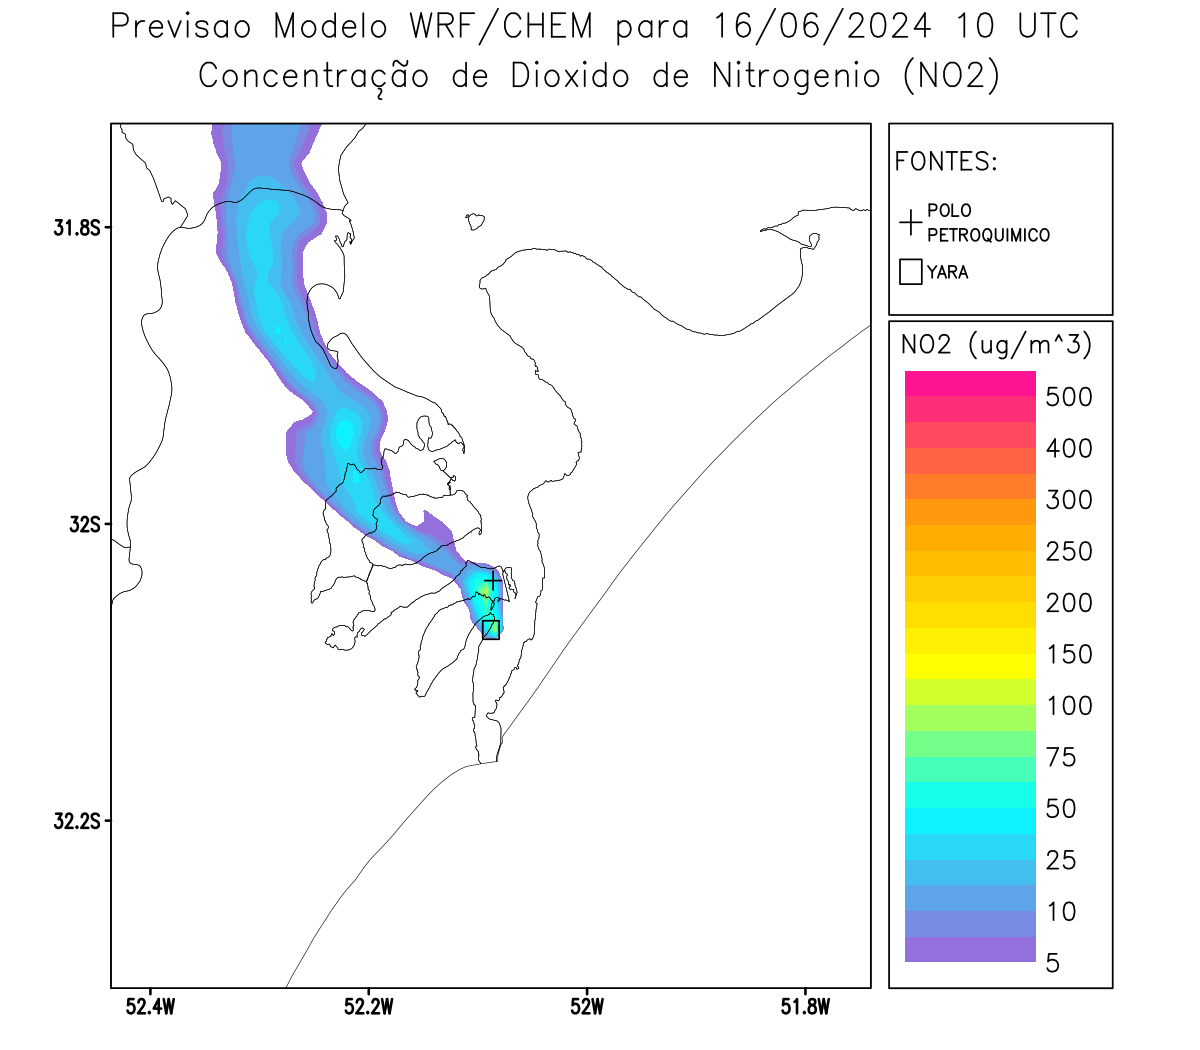 Previsao Modelo WRF/CHEM para 16/06/2024 10 UTC
Concentração de Dioxido de Nitrogenio (NO2)
FONTES:
POLO
PETROQUIMICO
YARA
NO2 (ug/m^3)
500
400
300
250
200
150
100
75
50
25
10
5
31.8S
32S
32.2S
52.4W
52.2W
52W
51.8W